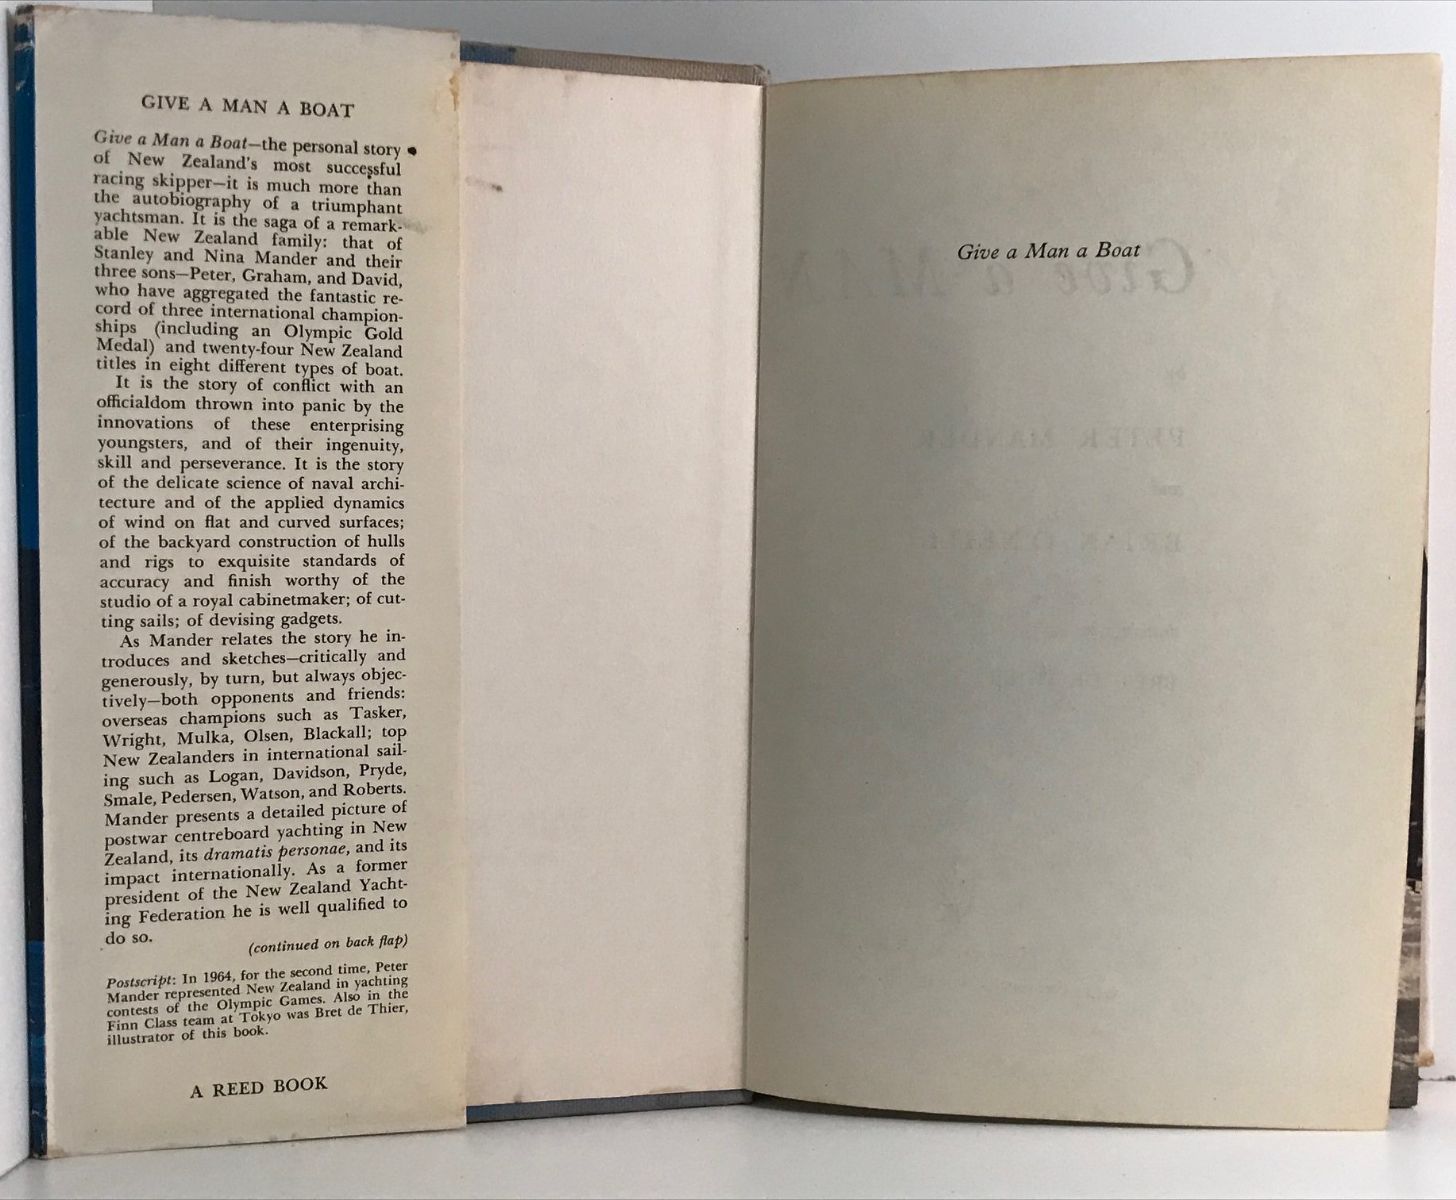 GIVE A MAN A BOAT
Give a Man a Boat—the personal story
of New Zealand's most successful
racing skipper—it is much more than
the autobiography of a triumphant
yachtsman. It is the saga of a remark-
able New Zealand family: that of
Stanley and Nina Mander and their
three sons—Peter, Graham, and David,
who have aggregated the fantastic re-
cord of three international champion-
ships (including an Olympic Gold
Medal) and twenty-four New Zealand
titles in eight different types of boat.
It is the story of conflict with an
officialdom thrown into panic by the
innovations of these enterprising
youngsters, and of their ingenuity,
skill and perseverance. It is the story
of the delicate science of naval archi-
tecture and of the applied dynamics
of wind on flat and curved surfaces;
of the backyard construction of hulls
and rigs to exquisite standards of
accuracy and finish worthy of the
studio of a royal cabinetmaker; of cut-
ting sails; of devising gadgets.
As Mander relates the story he in-
troduces and sketches—critically and
generously, by turn, but always objec-
tively—both opponents and friends:
overseas champions such as Tasker,
Wright, Mulka, Olsen, Blackall; top
New Zealanders in international sail-
ing such as Logan, Davidson, Pryde,
Smale, Pedersen, Watson, and Roberts.
Mander presents a detailed picture of
postwar centreboard yachting in New
Zealand, its dramatis personae, and its
impact internationally. As a former
president of the New Zealand Yacht-
ing Federation he is well qualified to
do so.
(continued on back flap)
Postscript: In 1964, for the second time, Peter
Mander represented New Zealand in yachting
contests of the Olympic Games. Also in the
Finn Class team at Tokyo was Bret de Thier,
illustrator of this book.
A REED BOOK
Give a Man a Boat